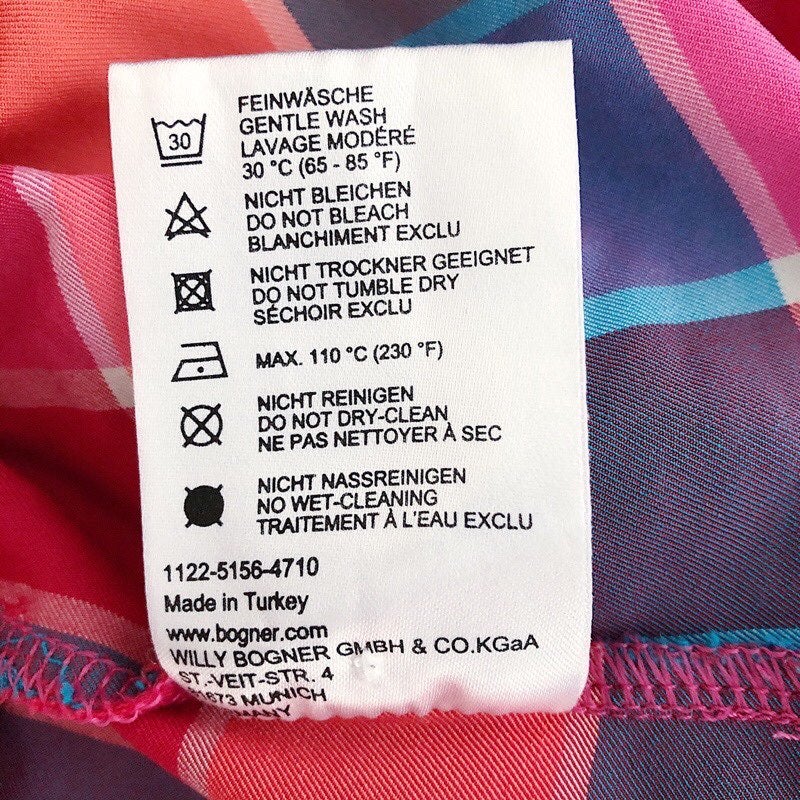 30
FEINWÄSCHE
GENTLE WASH
LAVAGE MODÉRÉ
30 °C (65 - 85 °F)
NICHT BLEICHEN
DO NOT BLEACH
BLANCHIMENT EXCLU
NICHT TROCKNER GEEIGNET
DO NOT TUMBLE DRY
SÉCHOIR EXCLU
MAX. 110 °C (230 °F)
NICHT REINIGEN
DO NOT DRY-CLEAN
NE PAS NETTOYER À SEC
NICHT NASSREINIGEN
NO WET-CLEANING
TRAITEMENT À L'EAU EXCLU
1122-5156-4710
Made in Turkey
www.bogner.com
WILLY BOGNER GMBH & CO.KGaA
ST.-VEIT-STR. 4
81673 MUNICH
GERMANY